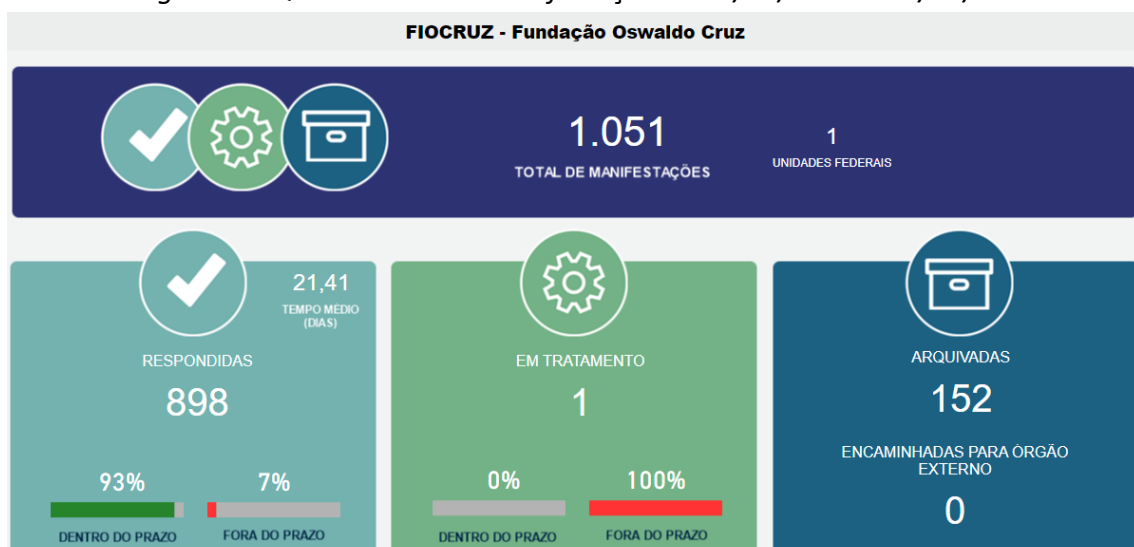 FIOCRUZ - Fundação Oswaldo Cruz
1.051
TOTAL DE MANIFESTAÇÕES
1
UNIDADES FEDERAIS
21,41
TEMPO MÉDIO
(DIAS)
RESPONDIDAS
898
93%
7%
DENTRO DO PRAZO
FORA DO PRAZO
EM TRATAMENTO
1
0%
100%
DENTRO DO PRAZO
FORA DO PRAZO
ARQUIVADAS
152
ENCAMINHADAS PARA ÓRGÃO
EXTERNO
0